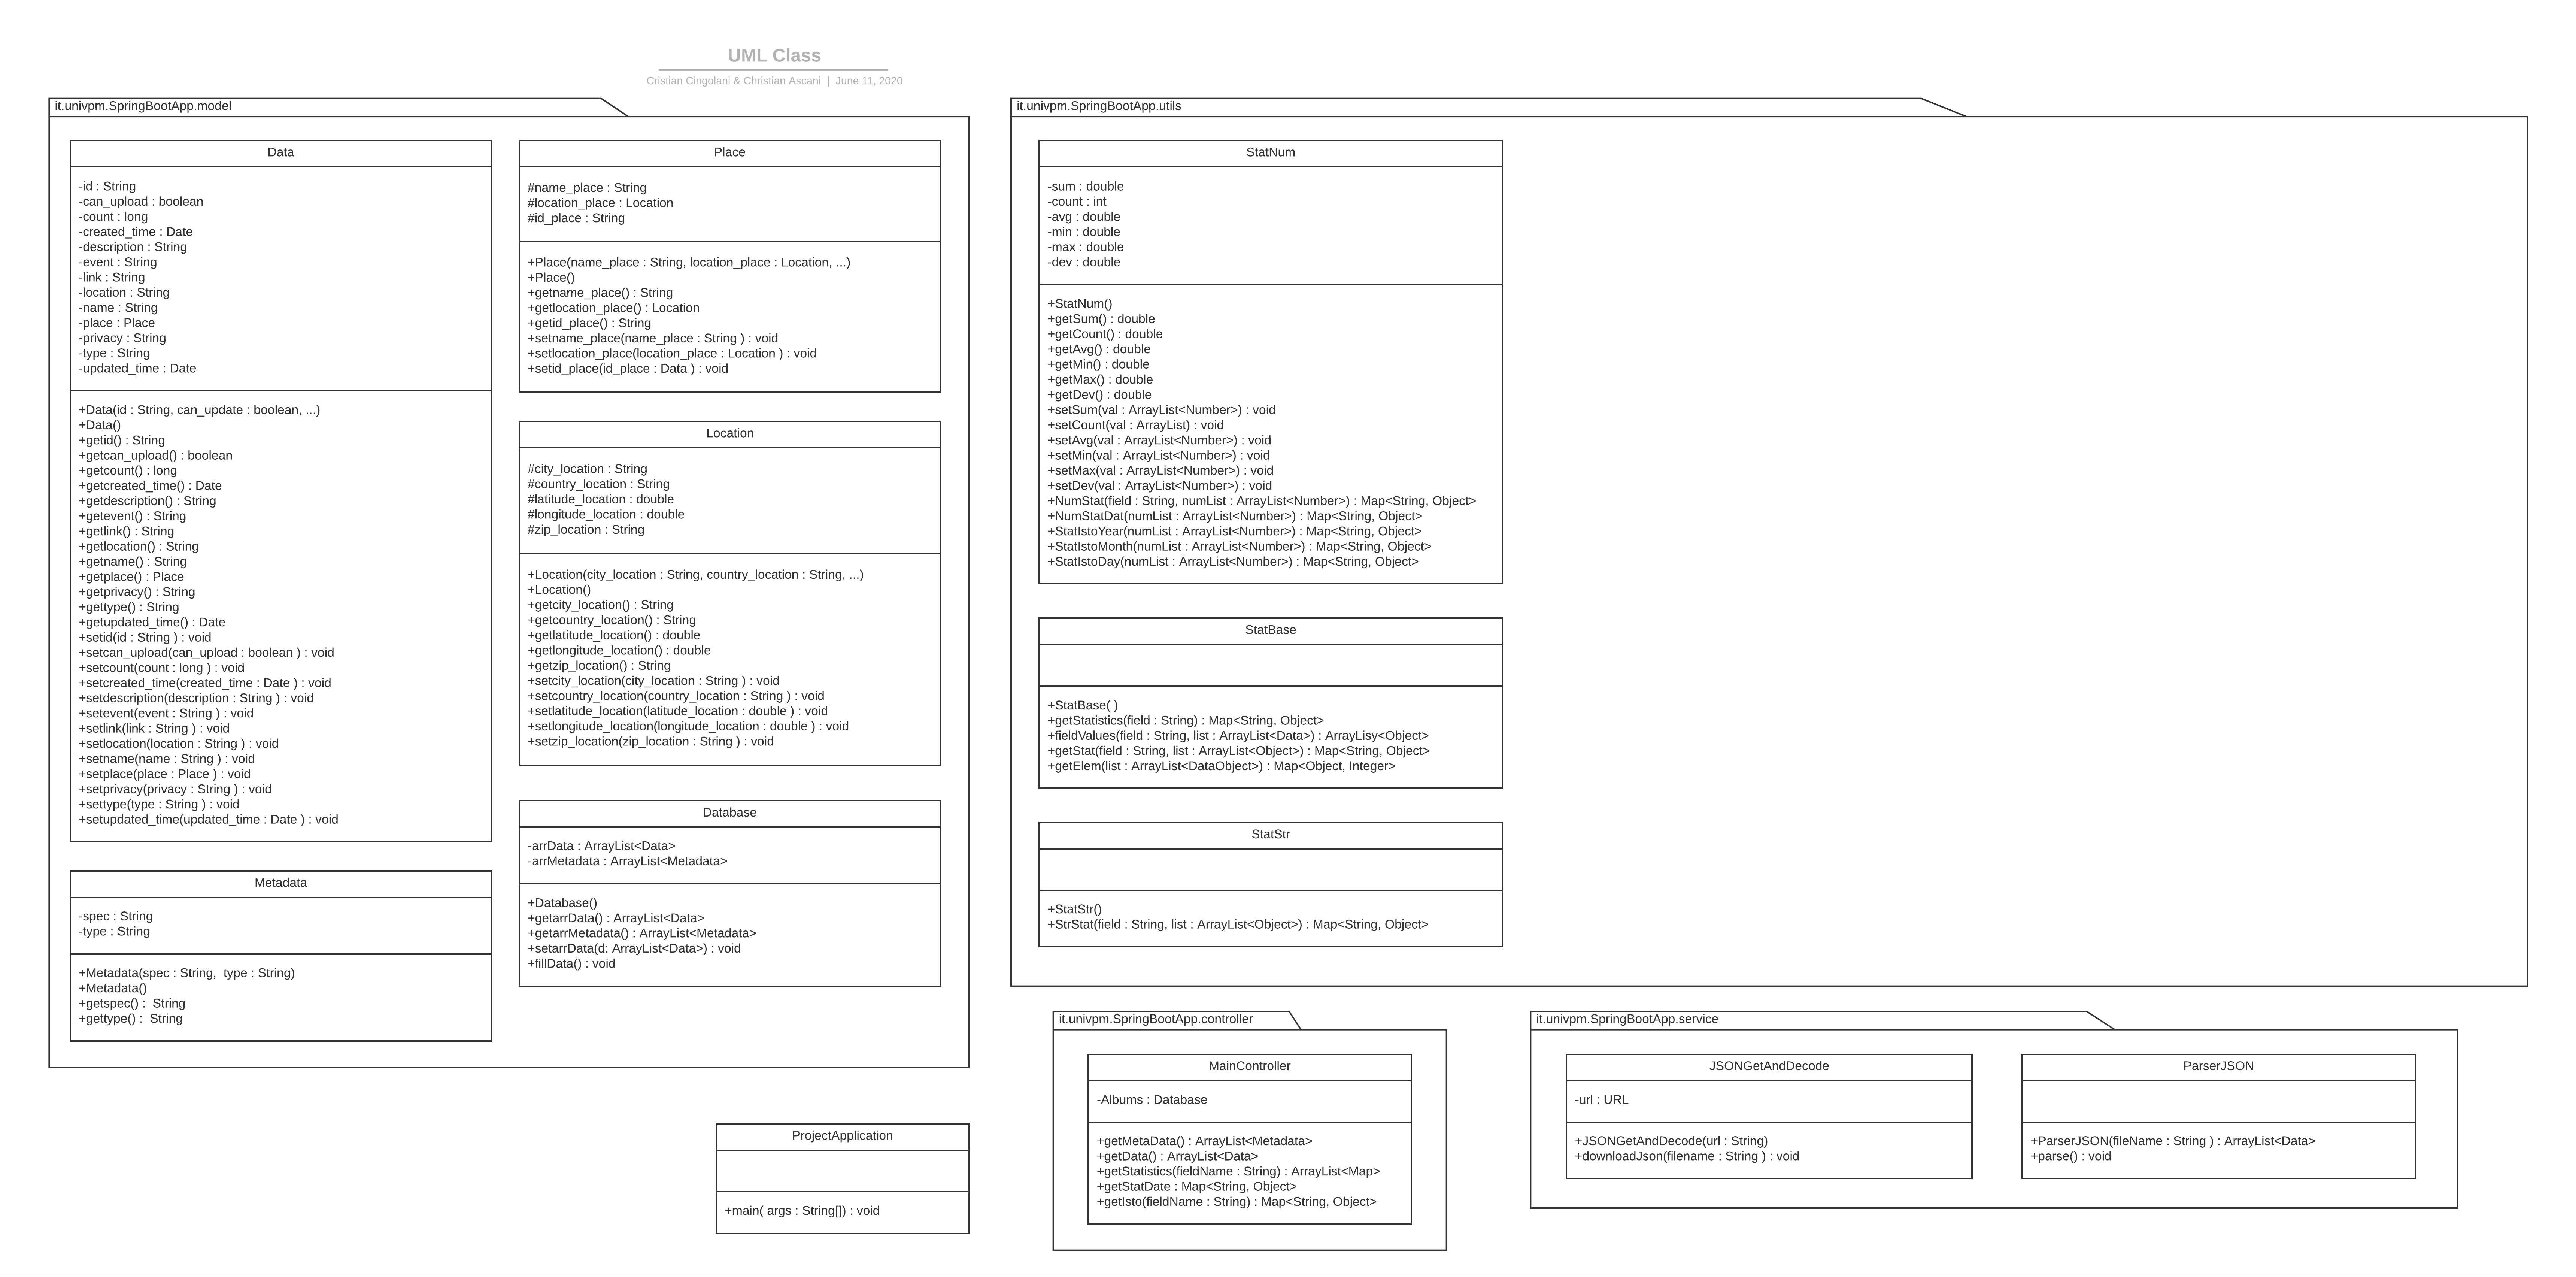 UML Class
Cristian Cingolani & Christian Ascani | June 11, 2020
it.univpm.SpringBootApp.model
Data
-id : String
-can_upload : boolean
-count : long
-created_time : Date
-description : String
-event : String
-link : String
-location : String
-name : String
-place : Place
-privacy : String
-type : String
-updated_time : Date
+Data(id : String, can_update : boolean, ...)
+Data()
+getid() : String
+getcan_upload() : boolean
+getcount() : long
+getcreated_time() : Date
+getdescription() : String
+getevent() : String
+getlink() : String
+getlocation() : String
+getname() : String
+getplace() : Place
+getprivacy() : String
+gettype() : String
+getupdated_time() : Date
+setid(id : String ) : void
+setcan_upload(can_upload : boolean ) : void
+setcount(count : long ) : void
+setcreated_time(created_time : Date ) : void
+setdescription(description : String ) : void
+setevent(event : String ) : void
+setlink(link : String ) : void
+setlocation(location : String ) : void
+setname(name : String ) : void
+setplace(place : Place ) : void
+setprivacy(privacy : String ) : void
+settype(type : String ) : void
+setupdated_time(updated_time : Date ) : void
Metadata
-spec : String
-type : String
+Metadata(spec : String,  type : String)
+Metadata()
+getspec() :  String
+gettype() :  String
Place
#name_place : String
#location_place : Location
#id_place : String
+Place(name_place : String, location_place : Location, ...)
+Place()
+getname_place() : String
+getlocation_place() : Location
+getid_place() : String
+setname_place(name_place : String ) : void
+setlocation_place(location_place : Location ) : void
+setid_place(id_place : Data ) : void
Location
#city_location : String
#country_location : String
#latitude_location : double
#longitude_location : double
#zip_location : String
+Location(city_location : String, country_location : String, ...)
+Location()
+getcity_location() : String
+getcountry_location() : String
+getlatitude_location() : double
+getlongitude_location() : double
+getzip_location() : String
+setcity_location(city_location : String ) : void
+setcountry_location(country_location : String ) : void
+setlatitude_location(latitude_location : double ) : void
+setlongitude_location(longitude_location : double ) : void
+setzip_location(zip_location : String ) : void
Database
-arrData : ArrayList<Data>
-arrMetadata : ArrayList<Metadata>
+Database()
+getarrData() : ArrayList<Data>
+getarrMetadata() : ArrayList<Metadata>
+setarrData(d: ArrayList<Data>) : void
+fillData() : void
ProjectApplication
+main( args : String[]) : void
it.univpm.SpringBootApp.utils
StatNum
-sum : double
-count : int
-avg : double
-min : double
-max : double
-dev : double
+StatNum()
+getSum() : double
+getCount() : double
+getAvg() : double
+getMin() : double
+getMax() : double
+getDev() : double
+setSum(val : ArrayList<Number>) : void
+setCount(val : ArrayList) : void
+setAvg(val : ArrayList<Number>) : void
+setMin(val : ArrayList<Number>) : void
+setMax(val : ArrayList<Number>) : void
+setDev(val : ArrayList<Number>) : void
+NumStat(field : String, numList : ArrayList<Number>) : Map<String, Object>
+NumStatDat(numList : ArrayList<Number>) : Map<String, Object>
+StatIstoYear(numList : ArrayList<Number>) : Map<String, Object>
+StatIstoMonth(numList : ArrayList<Number>) : Map<String, Object>
+StatIstoDay(numList : ArrayList<Number>) : Map<String, Object>
StatBase
+StatBase( )
+getStatistics(field : String) : Map<String, Object>
+fieldValues(field : String, list : ArrayList<Data>) : ArrayLisy<Object>
+getStat(field : String, list : ArrayList<Object>) : Map<String, Object>
+getElem(list : ArrayList<DataObject>) : Map<Object, Integer>
StatStr
+StatStr()
+StrStat(field : String, list : ArrayList<Object>) : Map<String, Object>
it.univpm.SpringBootApp.controller
MainController
-Albums : Database
+getMetaData() : ArrayList<Metadata>
+getData() : ArrayList<Data>
+getStatistics(fieldName : String) : ArrayList<Map>
+getStatDate : Map<String, Object>
+getIsto(fieldName : String) : Map<String, Object>
it.univpm.SpringBootApp.service
JSONGetAndDecode
-url : URL
+JSONGetAndDecode(url : String)
+downloadJson(filename : String ) : void
ParserJSON
+ParserJSON(fileName : String ) : ArrayList<Data>
+parse() : void